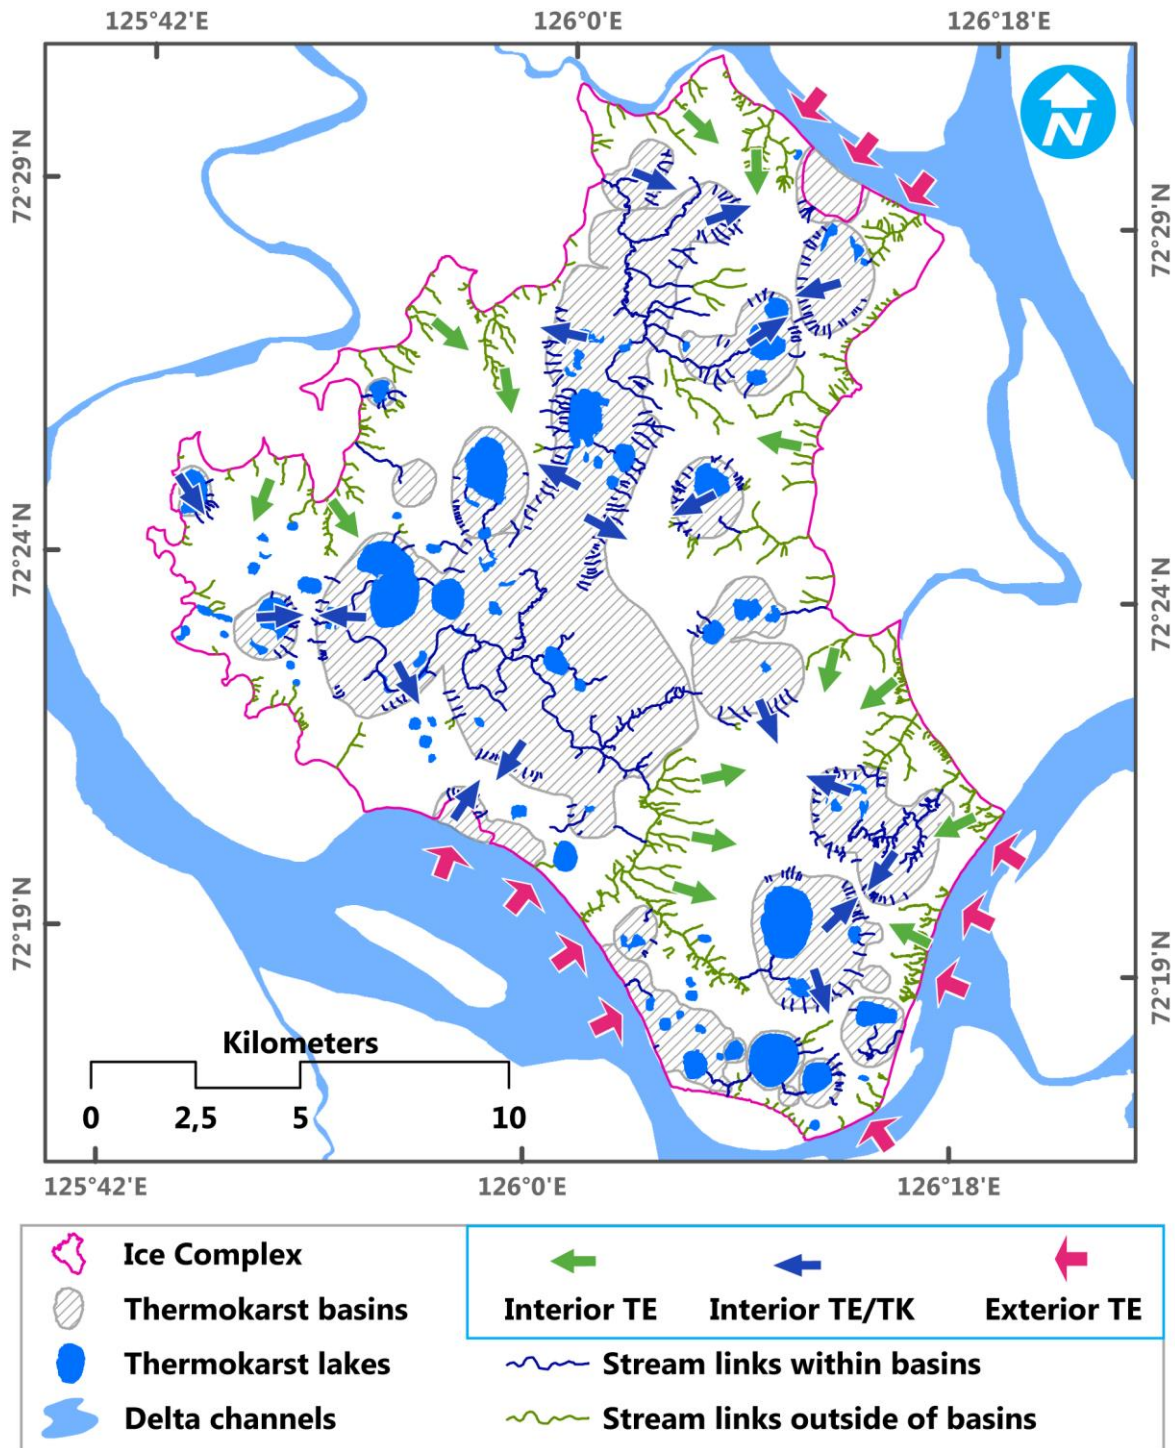 125°42'E 126°0'E 126°18'E
N
72°29'N
72°29'N
72°24'N
72°24'N
72°19'N
72°19'N
Kilometers
0 2,5 5 10
125°42'E 126°0'E 126°18'E
Ice Complex
Thermokarst basins
Thermokarst lakes
Delta channels
Interior TE Interior TE/TK Exterior TE
Stream links within basins
Stream links outside of basins